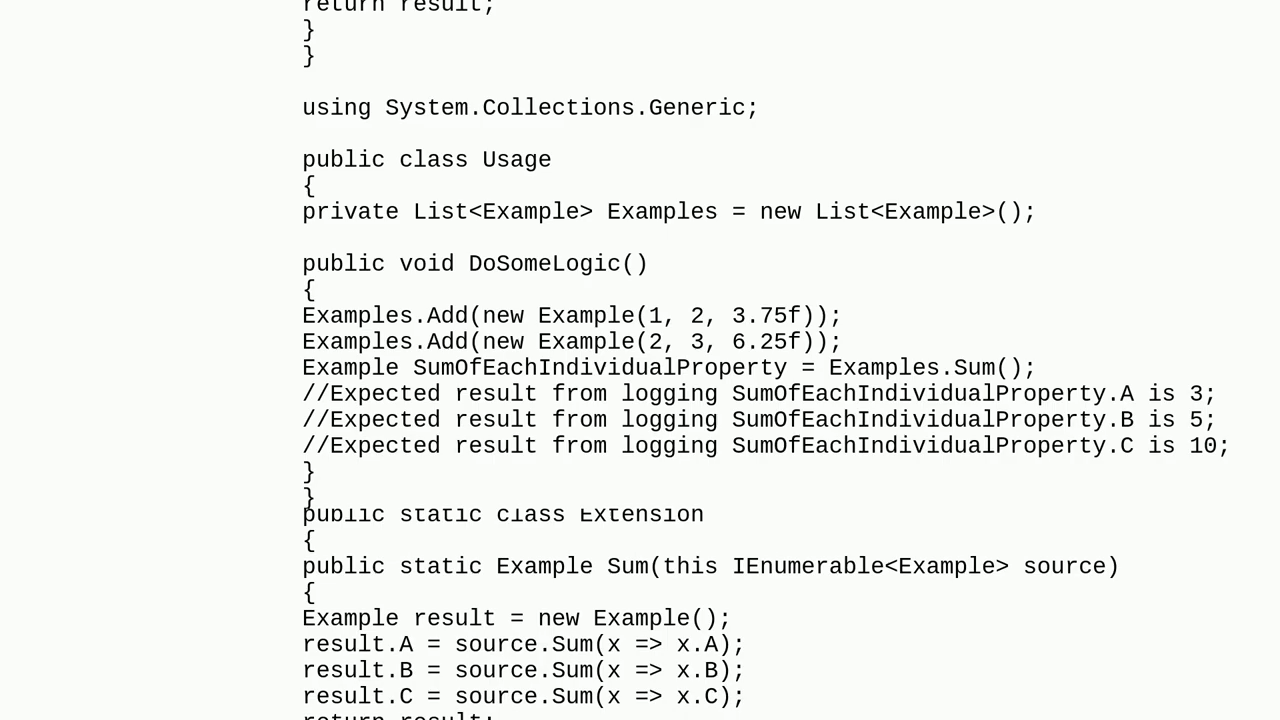 return result;
}
}
using System.Collections.Generic;
public class Usage
{
private List<Example> Examples = new List<Example>();
public void DoSomeLogic()
{
Examples.Add(new Example(1, 2, 3.75f));
Examples.Add(new Example(2, 3, 6.25f));
Example SumOfEachIndividualProperty = Examples.Sum();
//Expected result from logging SumOfEachIndividualProperty.A is 3;
//Expected result from logging SumOfEachIndividualProperty.B is 5;
//Expected result from logging SumOfEachIndividualProperty.C is 10;
}
}
public static class Extension
{
public static Example Sum(this IEnumerable<Example> source)
{
Example result = new Example();
result.A = source.Sum(x => x.A);
result.B = source.Sum(x => x.B);
result.C = source.Sum(x => x.C);
return result;